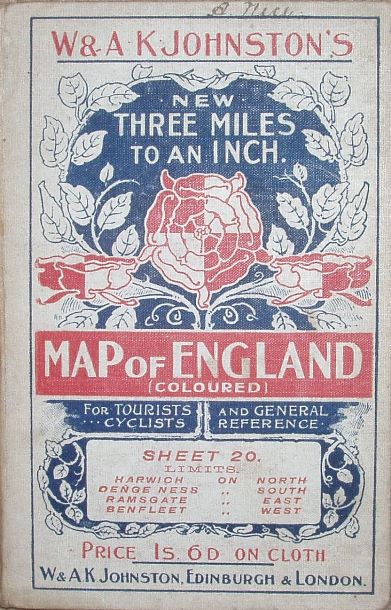 W & A K JOHNSTON'S
· NEW ·
THREE MILES
TO AN INCH.
MAP OF ENGLAND
(COLOURED)
FOR TOURISTS AND GENERAL
··· CYCLISTS REFERENCE.
SHEET 20.
LIMITS.
HARWICH ON NORTH
DENGE NESS ,, SOUTH
RAMSGATE ,, EAST
BENFLEET ,, WEST
PRICE 1S. 6D ON CLOTH
W. & A. K. JOHNSTON, EDINBURGH & LONDON.